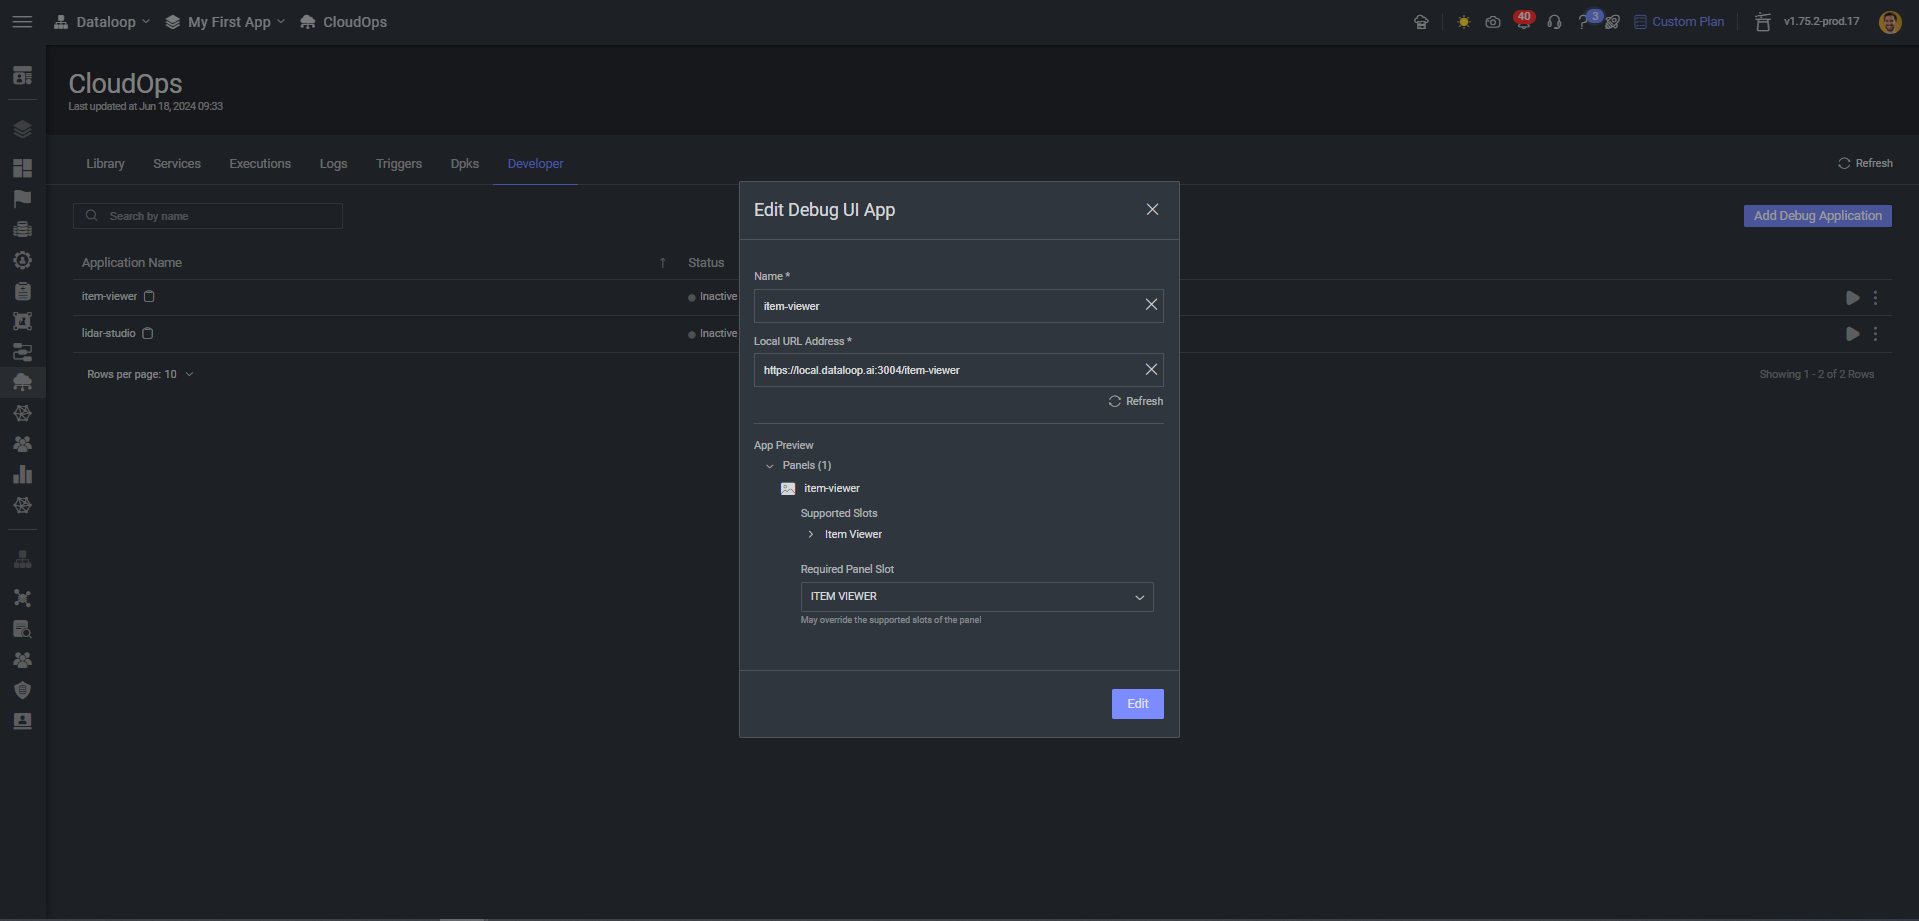 Dataloop My First App CloudOps
40 3 Custom Plan v1.75.2-prod.17
CloudOps
Last updated at Jun 18, 2024 09:33
Library Services Executions Logs Triggers Dpks Developer
Refresh
Search by name
Add Debug Application
Application Name Status
item-viewer Inactive
lidar-studio Inactive
Rows per page: 10
Showing 1 - 2 of 2 Rows
Edit Debug UI App
Name *
item-viewer
Local URL Address *
https://local.dataloop.ai:3004/item-viewer
Refresh
App Preview
Panels (1)
item-viewer
Supported Slots
Item Viewer
Required Panel Slot
ITEM VIEWER
May override the supported slots of the panel
Edit